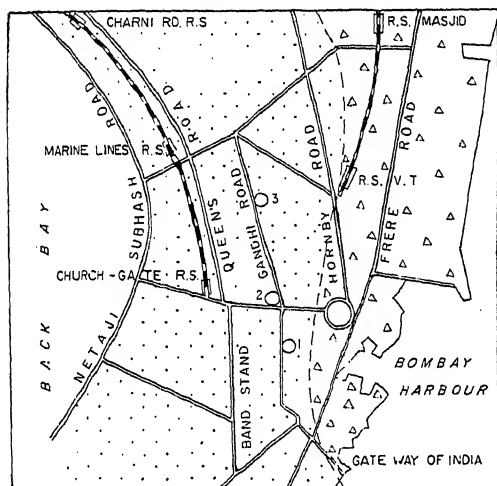 CHARNI RD. R.S
R.S. MASJID
ROAD
ROAD
ROAD
ROAD
MARINE LINES R.S.
R.S. V.T
3
GANDHI ROAD
QUEEN'S
SUBHASH
HORNBY
FRERE
BACK BAY
CHURCH-GATE R.S.
2
1
NETAJI
BAND STAND
BOMBAY
HARBOUR
GATE WAY OF INDIA